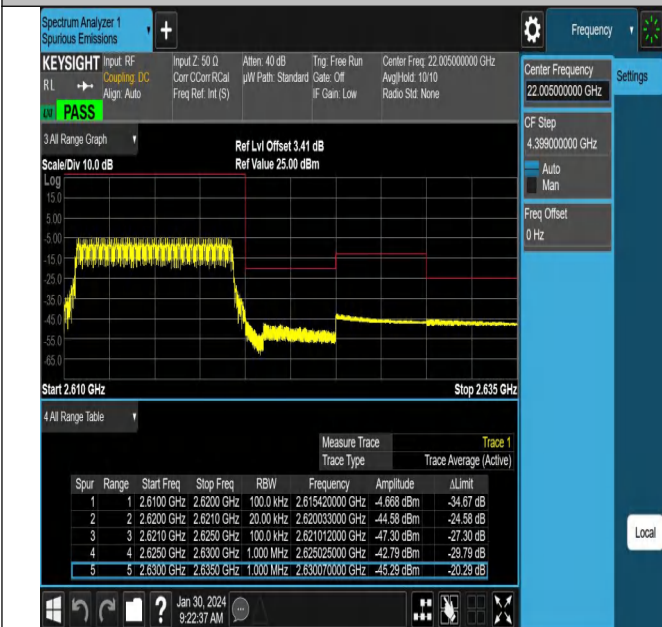 Spectrum Analyzer 1
Spurious Emissions
+
Frequency
KEYSIGHT Input: RF Input Z: 50 Ω Atten: 40 dB Trig: Free Run Center Freq: 22.005000000 GHz
RL Coupling: DC Corr CCorr RCal µW Path: Standard Gate: Off Avg|Hold: 10/10
Align: Auto Freq Ref: Int (S) IF Gain: Low Radio Std: None
PASS
Center Frequency
22.005000000 GHz
Settings
CF Step
4.399000000 GHz
Auto
Man
Freq Offset
0 Hz
3 All Range Graph
Ref Lvl Offset 3.41 dB
Scale/Div 10.0 dB Ref Value 25.00 dBm
Log
15.0
5.00
-5.00
-15.0
-25.0
-35.0
-45.0
-55.0
-65.0
Start 2.610 GHz Stop 2.635 GHz
4 All Range Table
Measure Trace Trace 1
Trace Type Trace Average (Active)
Spur Range Start Freq Stop Freq RBW Frequency Amplitude ΔLimit
1 1 2.6100 GHz 2.6200 GHz 100.0 kHz 2.615420000 GHz -4.668 dBm -34.67 dB
2 2 2.6200 GHz 2.6210 GHz 20.00 kHz 2.620033000 GHz -44.58 dBm -24.58 dB
3 3 2.6210 GHz 2.6250 GHz 100.0 kHz 2.621012000 GHz -47.30 dBm -27.30 dB
4 4 2.6250 GHz 2.6300 GHz 1.000 MHz 2.625025000 GHz -42.79 dBm -29.79 dB
5 5 2.6300 GHz 2.6350 GHz 1.000 MHz 2.630070000 GHz -45.29 dBm -20.29 dB
Local
?
Jan 30, 2024
9:22:37 AM